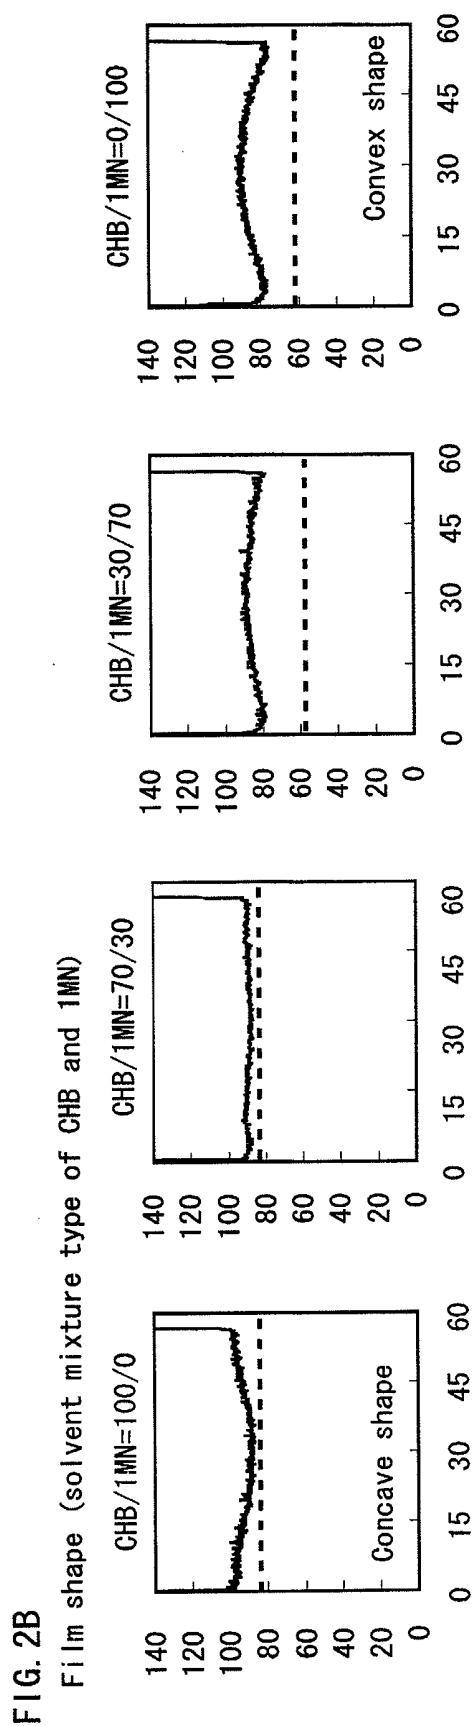 FIG. 2B
Film shape (solvent mixture type of CHB and 1MN)
CHB/1MN=100/0
140
120
100
80
60
40
20
0
Concave shape
0 15 30 45 60
CHB/1MN=70/30
140
120
100
80
60
40
20
0
0 15 30 45 60
CHB/1MN=30/70
140
120
100
80
60
40
20
0
0 15 30 45 60
CHB/1MN=0/100
140
120
100
80
60
40
20
0
Convex shape
0 15 30 45 60